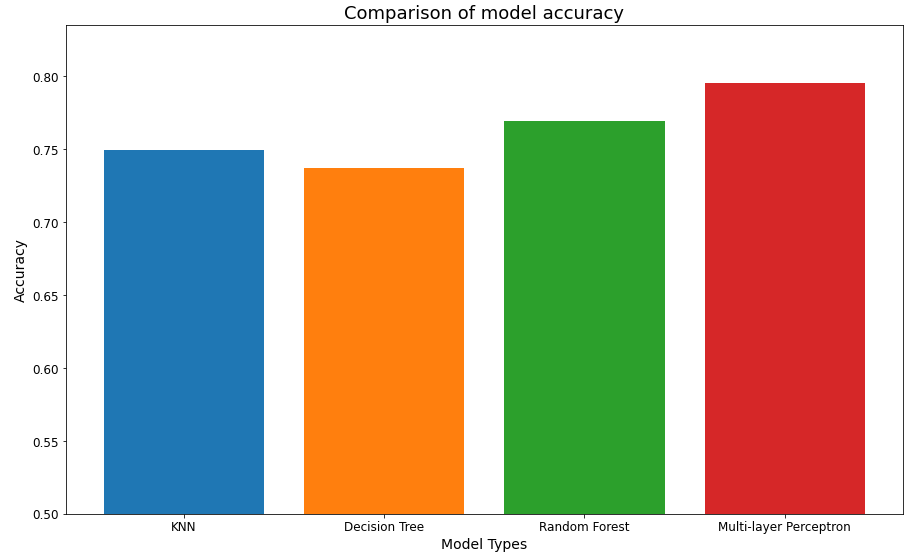 Comparison of model accuracy
Accuracy
0.80
0.75
0.70
0.65
0.60
0.55
0.50
KNN
Decision Tree
Random Forest
Multi-layer Perceptron
Model Types